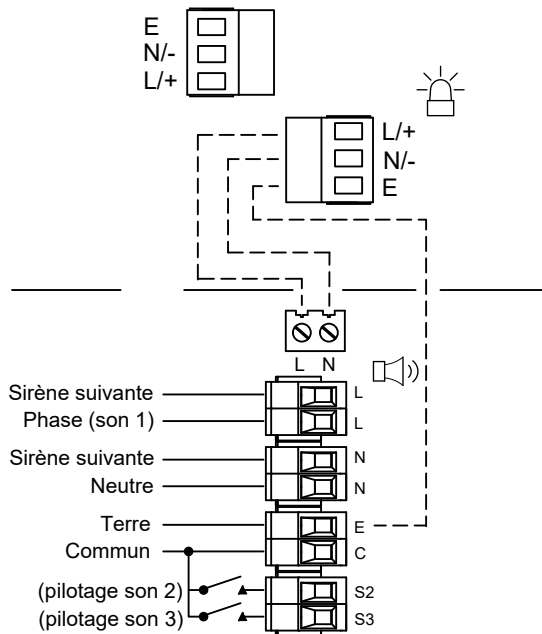 E
N/-
L/+
L/+
N/-
E
L N
Sirène suivante L
Phase (son 1) L
Sirène suivante N
Neutre N
Terre E
Commun C
(pilotage son 2) S2
(pilotage son 3) S3